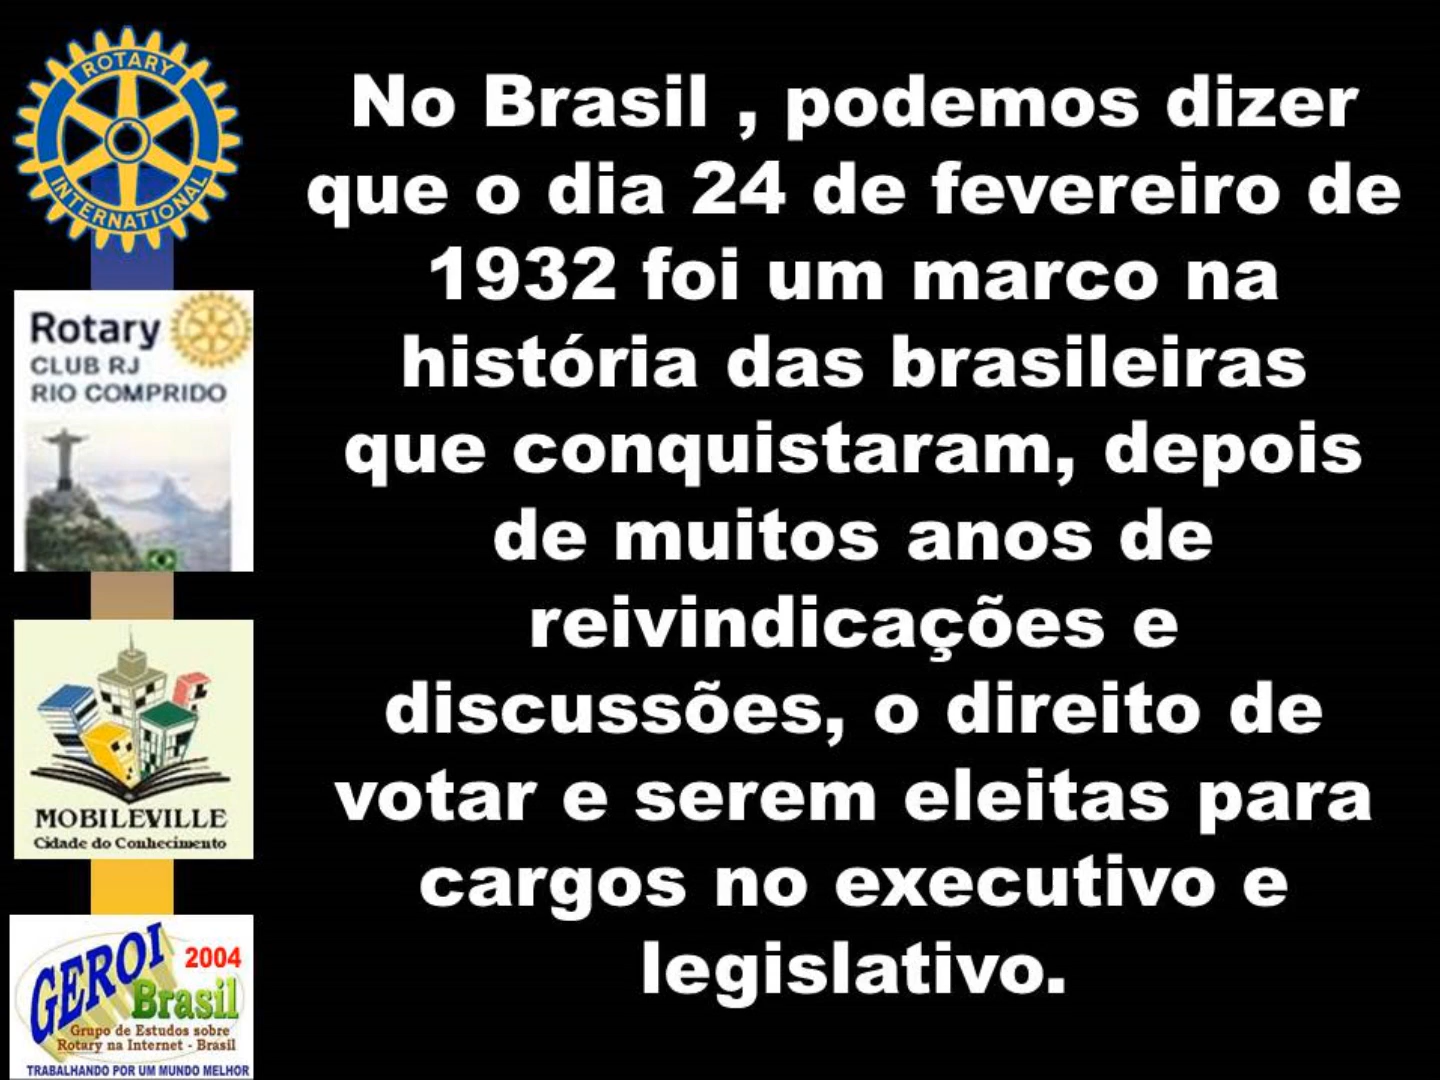 ROTARY
INTERNATIONAL
Rotary
CLUB RJ
RIO COMPRIDO
MOBILEVILLE
Cidade do Conhecimento
GEROI
2004
Brasil
Grupo de Estudos sobre
Rotary na Internet - Brasil
TRABALHANDO POR UM MUNDO MELHOR
No Brasil , podemos dizer
que o dia 24 de fevereiro de
1932 foi um marco na
história das brasileiras
que conquistaram, depois
de muitos anos de
reivindicações e
discussões, o direito de
votar e serem eleitas para
cargos no executivo e
legislativo.